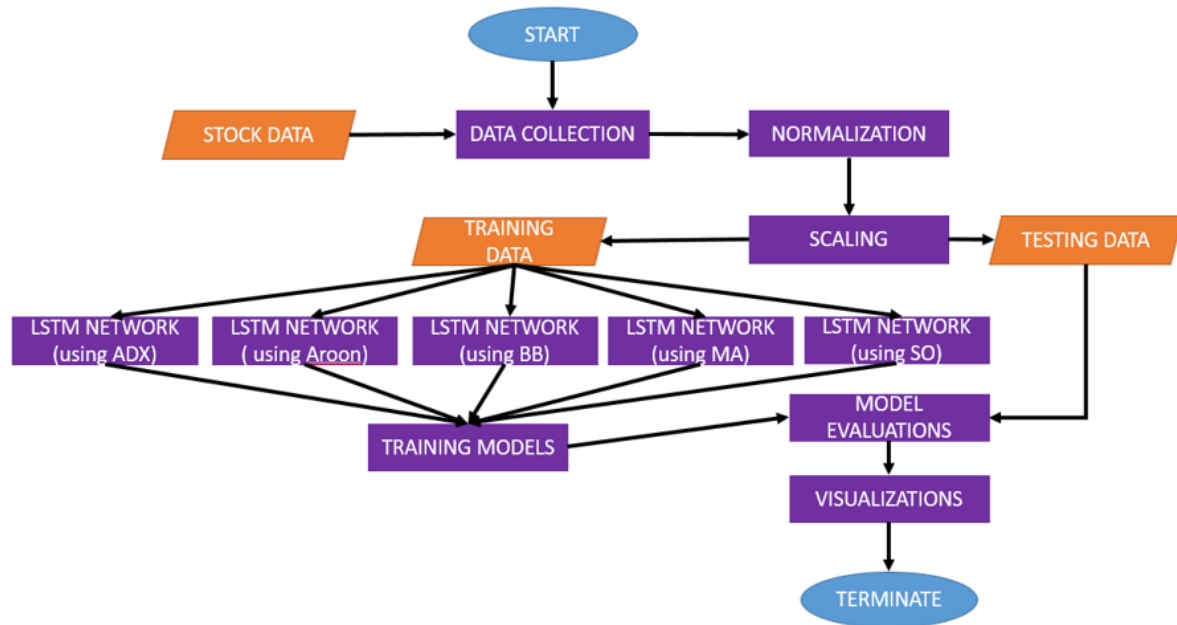 START
STOCK DATA
DATA COLLECTION
NORMALIZATION
TRAINING
DATA
SCALING
TESTING DATA
LSTM NETWORK
(using ADX)
LSTM NETWORK
( using Aroon)
LSTM NETWORK
(using BB)
LSTM NETWORK
(using MA)
LSTM NETWORK
(using SO)
TRAINING MODELS
MODEL
EVALUATIONS
VISUALIZATIONS
TERMINATE